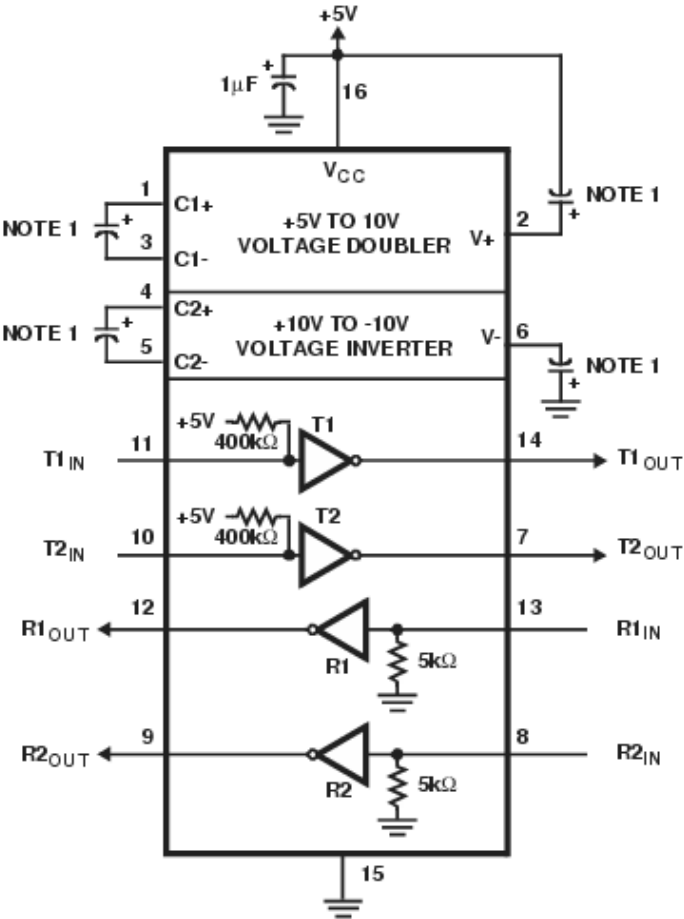 +5V
+
1µF
16
VCC
1
C1+
NOTE 1
+
3
C1-
+5V TO 10V
VOLTAGE DOUBLER
2
V+
NOTE 1
+
4
C2+
NOTE 1
+
5
C2-
+10V TO -10V
VOLTAGE INVERTER
V-
6
NOTE 1
+
+5V
400kΩ
T1
T1IN
11
14
T1OUT
+5V
400kΩ
T2
T2IN
10
7
T2OUT
R1OUT
12
R1
5kΩ
13
R1IN
R2OUT
9
R2
5kΩ
8
R2IN
15